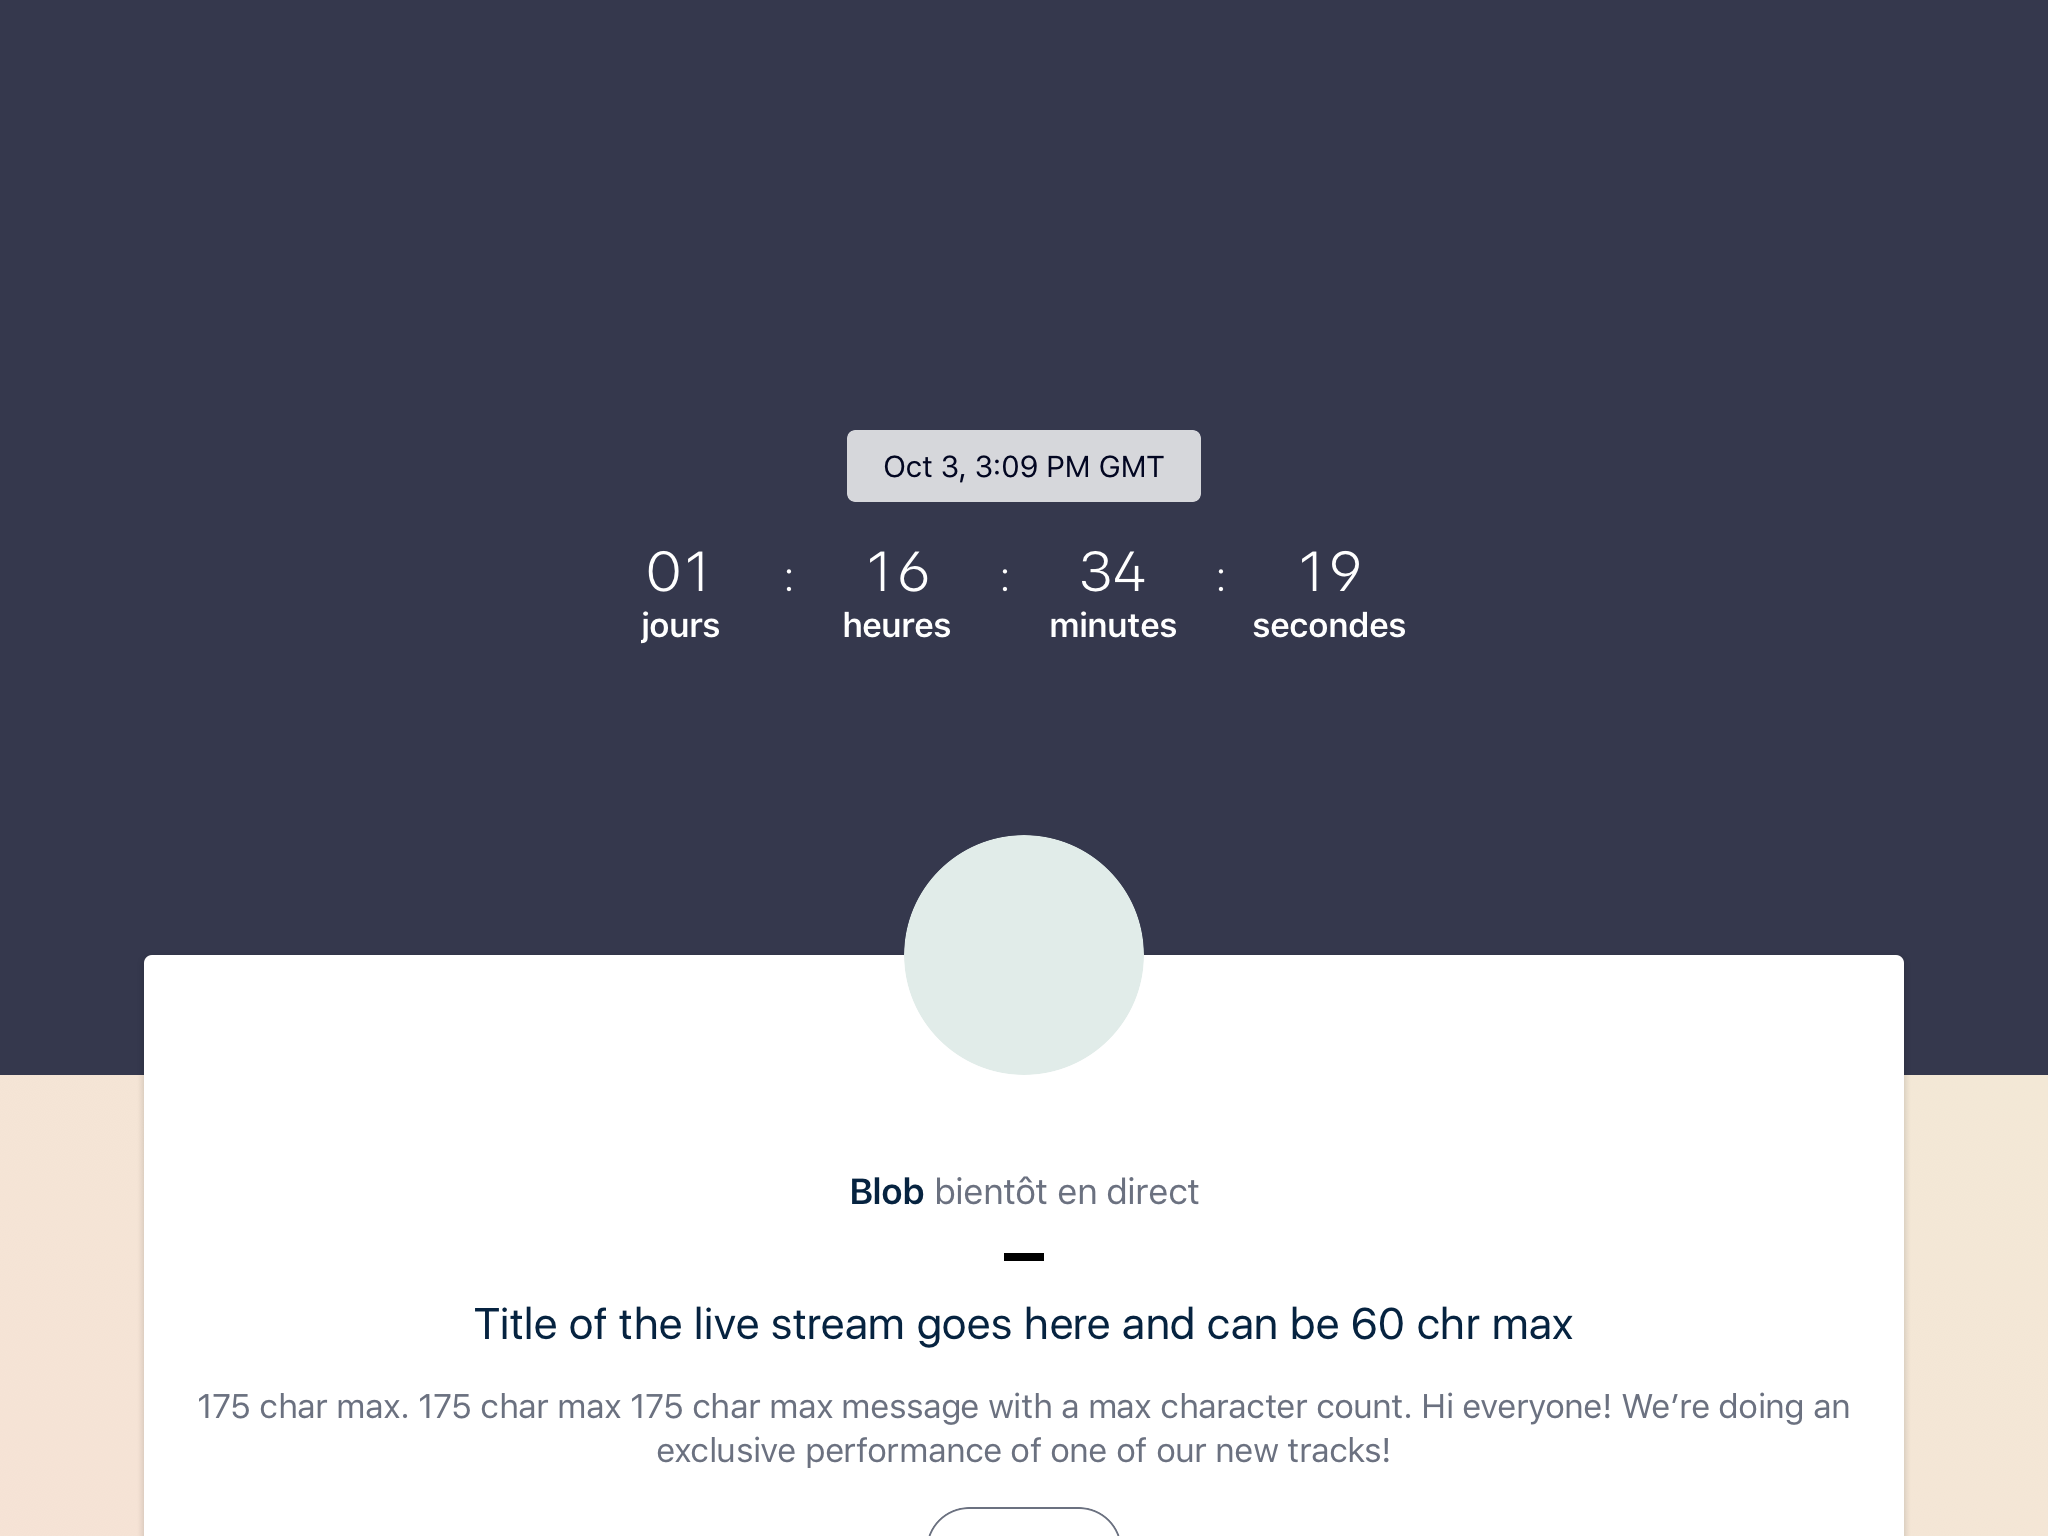 Oct 3, 3:09 PM GMT
01 : 16 : 34 : 19
jours heures minutes secondes
Blob bientôt en direct
Title of the live stream goes here and can be 60 chr max
175 char max. 175 char max 175 char max message with a max character count. Hi everyone! We’re doing an
exclusive performance of one of our new tracks!